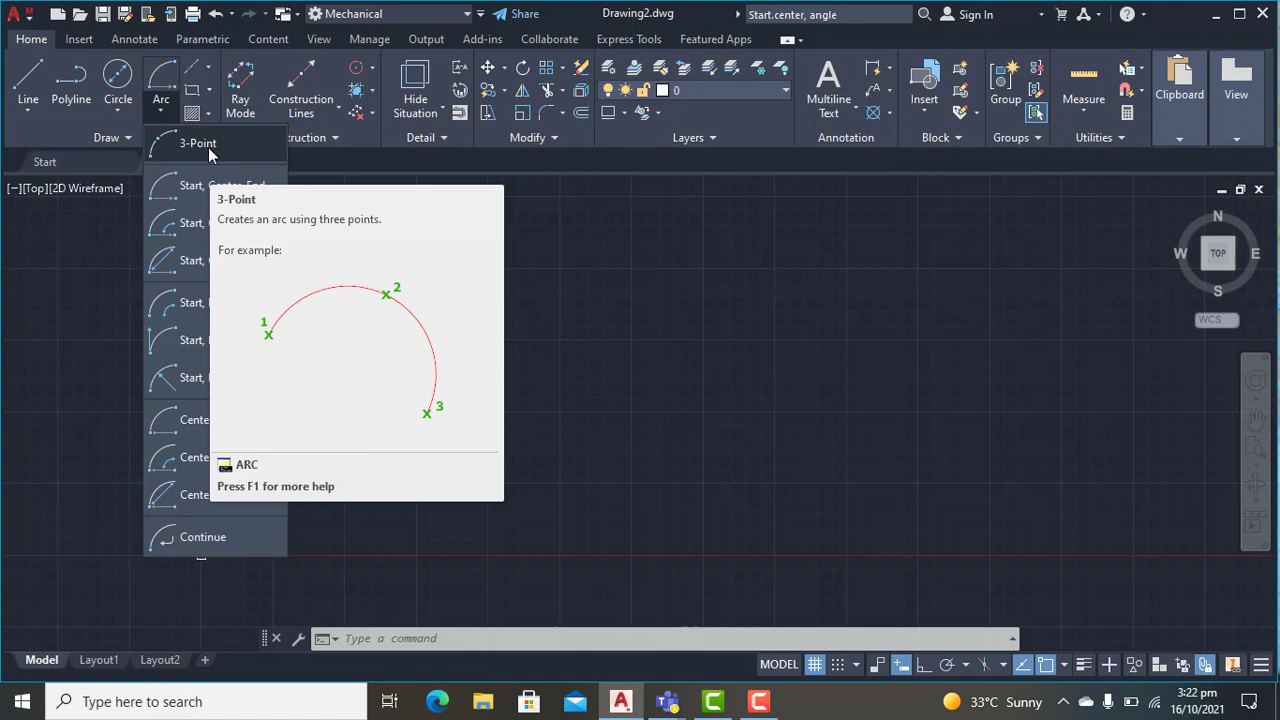 Mechanical
Share
Drawing2.dwg
Start.center, angle
Sign In
Home
Insert
Annotate
Parametric
Content
View
Manage
Output
Add-ins
Collaborate
Express Tools
Featured Apps
Line
Polyline
Circle
Arc
Ray
Mode
Construction
Lines
Hide
Situation
0
Multiline
Text
Insert
Group
Measure
Clipboard
View
Draw
Detail
Modify
Layers
Annotation
Block
Groups
Utilities
Start
3-Point
[−][Top][2D Wireframe]
N
W
TOP
E
S
WCS
3-Point
Creates an arc using three points.
For example:
1
2
3
ARC
Press F1 for more help
Continue
Type a command
Model
Layout1
Layout2
MODEL
Type here to search
33°C Sunny
3:22 pm
16/10/2021